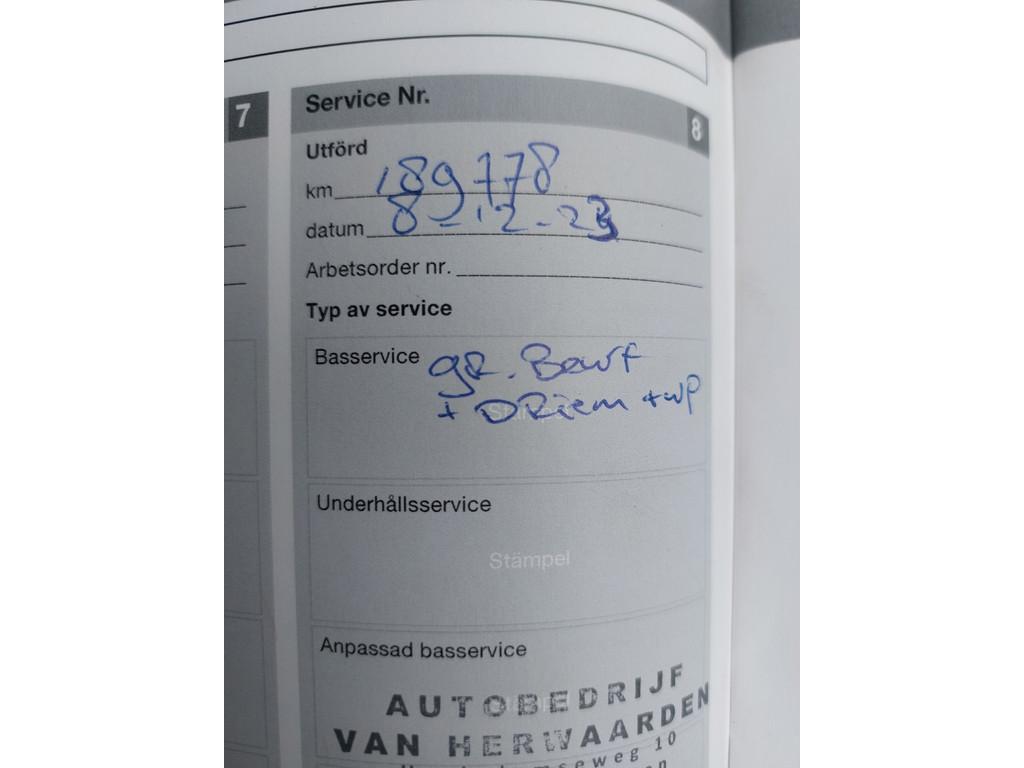 7
Service Nr.
8
Utförd
km 189778
datum 8-12-23
Arbetsorder nr.
Typ av service
Basservice gr. Beurt
+ DRiem + WP
Underhållsservice
Stämpel
Anpassad basservice
AUTOBEDRIJF
VAN HERWAARDEN
10